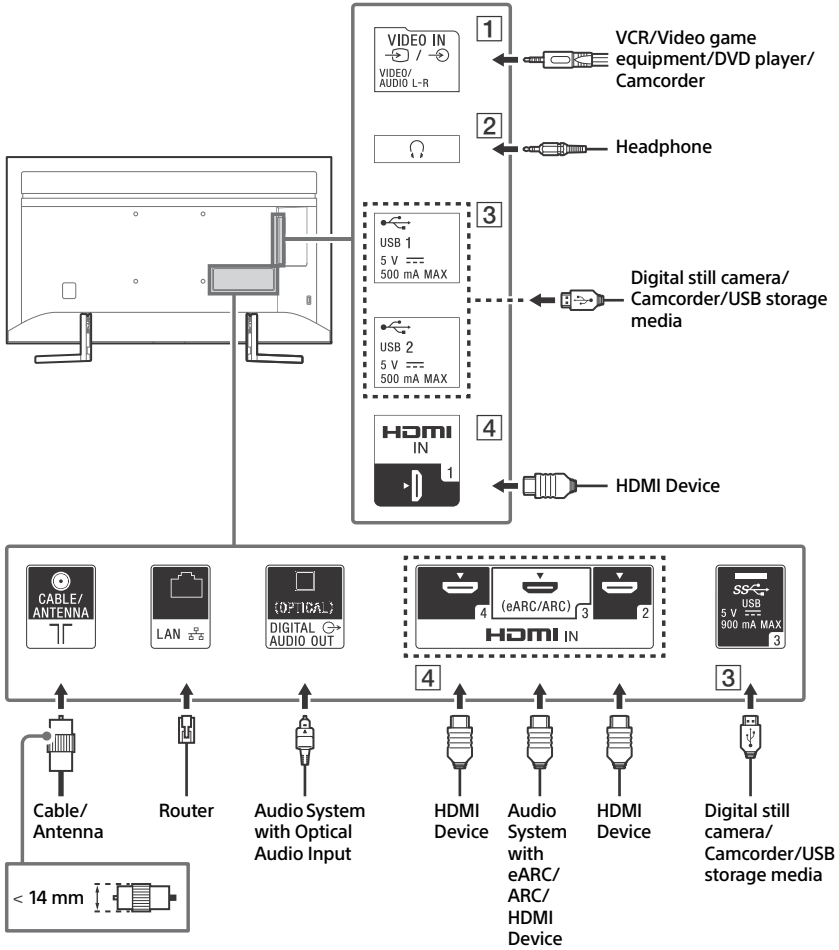 VIDEO IN
/
VIDEO/
AUDIO L-R
1
VCR/Video game
equipment/DVD player/
Camcorder
2
Headphone
3
USB 1
5 V
500 mA MAX
USB 2
5 V
500 mA MAX
Digital still camera/
Camcorder/USB storage
media
4
HDMI
IN
1
HDMI Device
CABLE/
ANTENNA
LAN
(OPTICAL)
DIGITAL
AUDIO OUT
4
(eARC/ARC)
3
2
HDMI IN
SS
USB
5 V
900 mA MAX
3
4
3
Cable/
Antenna
Router
Audio System
with Optical
Audio Input
HDMI
Device
Audio
System
with
eARC/
ARC/
HDMI
Device
HDMI
Device
Digital still
camera/
Camcorder/USB
storage media
< 14 mm